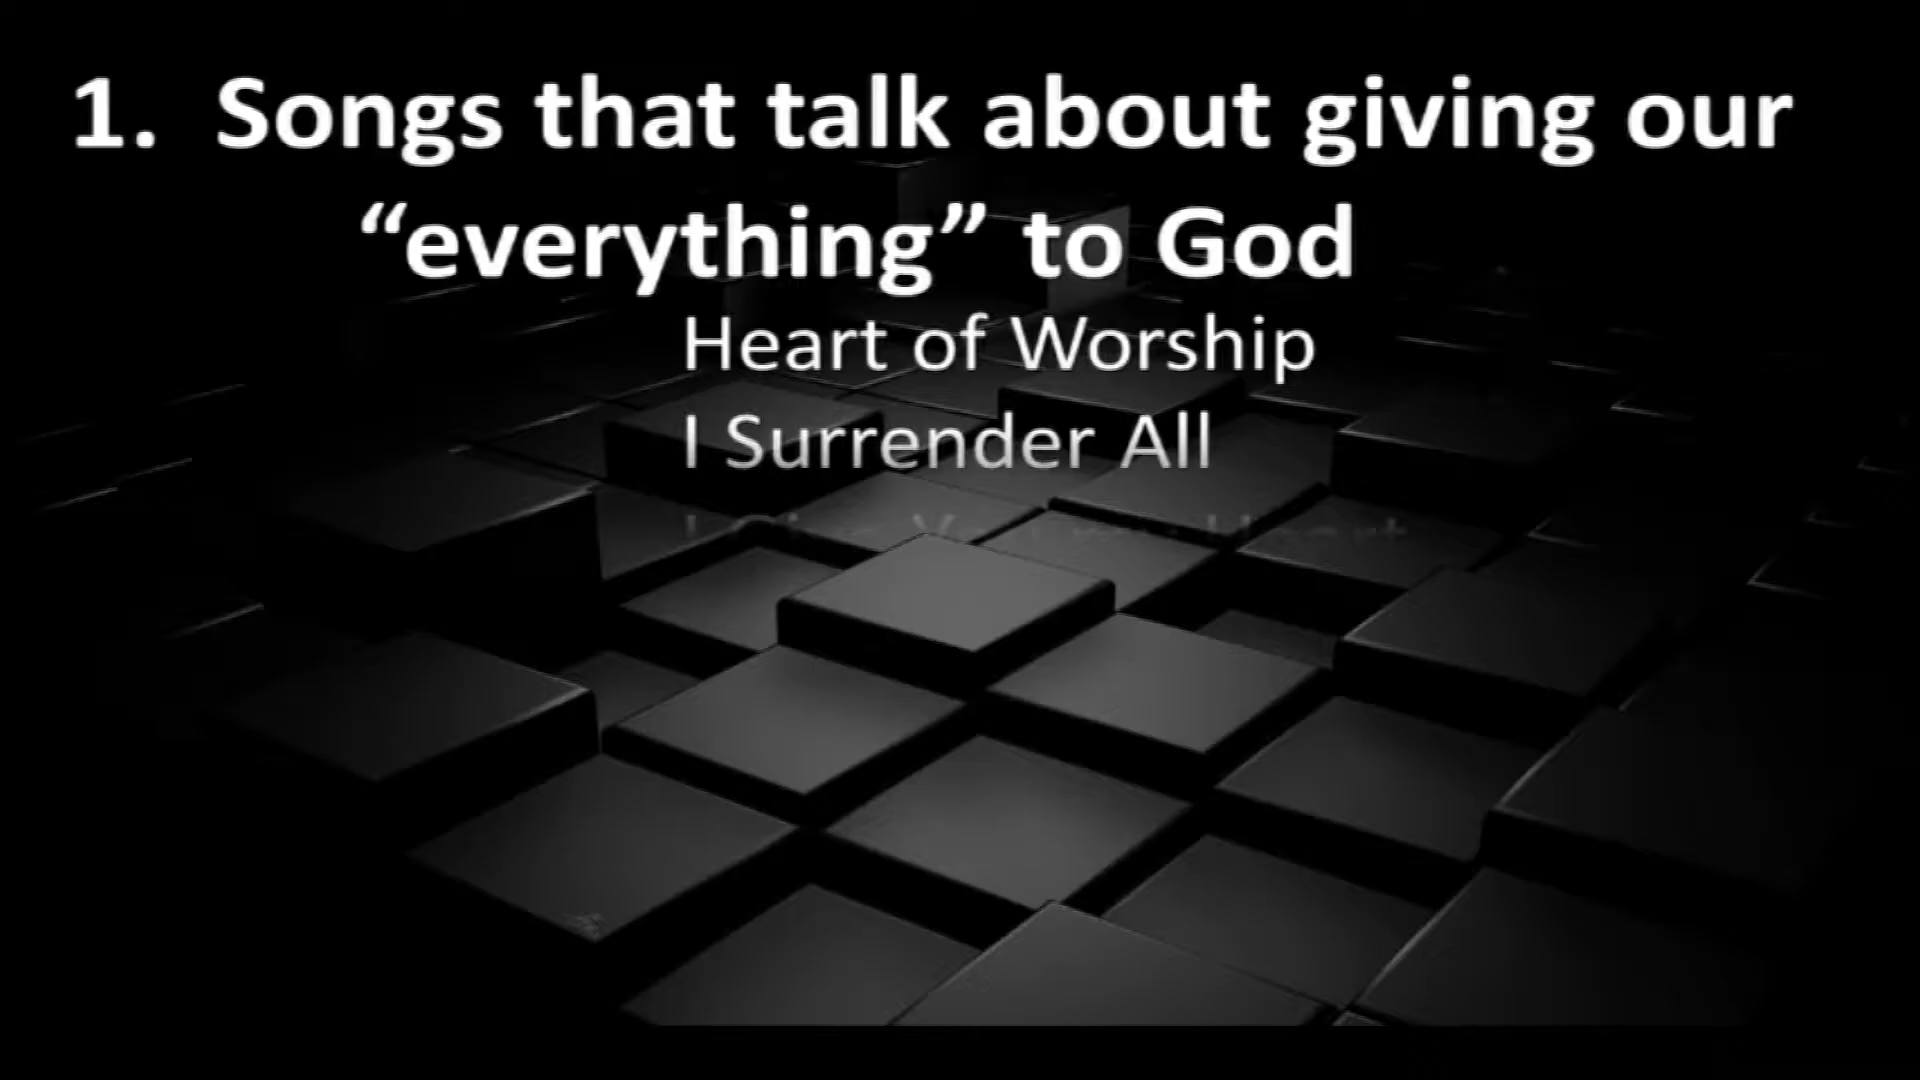 1. Songs that talk about giving our
“everything” to God
Heart of Worship
I Surrender All